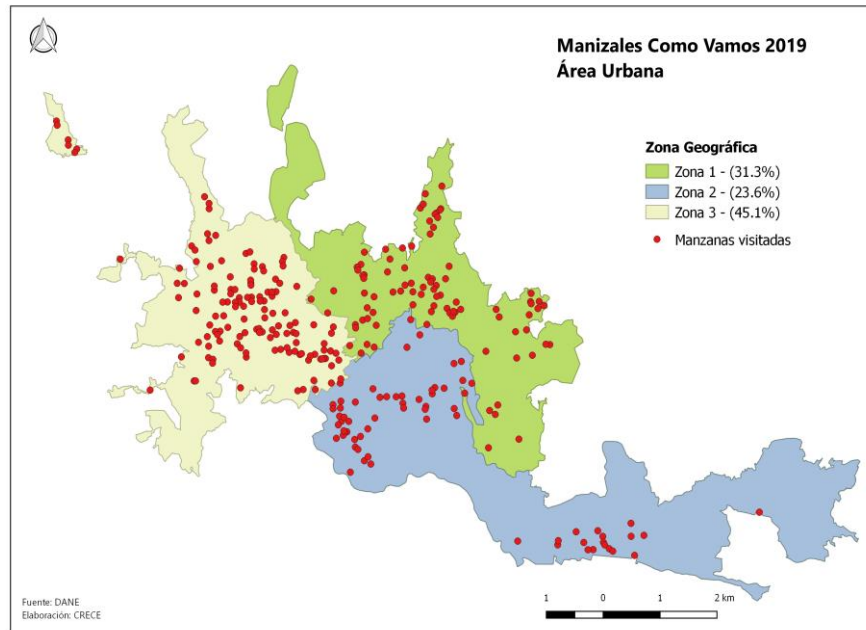 Manizales Como Vamos 2019
Área Urbana
Zona Geográfica
Zona 1 - (31.3%)
Zona 2 - (23.6%)
Zona 3 - (45.1%)
Manzanas visitadas
Fuente: DANE
Elaboración: CRECE
1 0 1 2 km